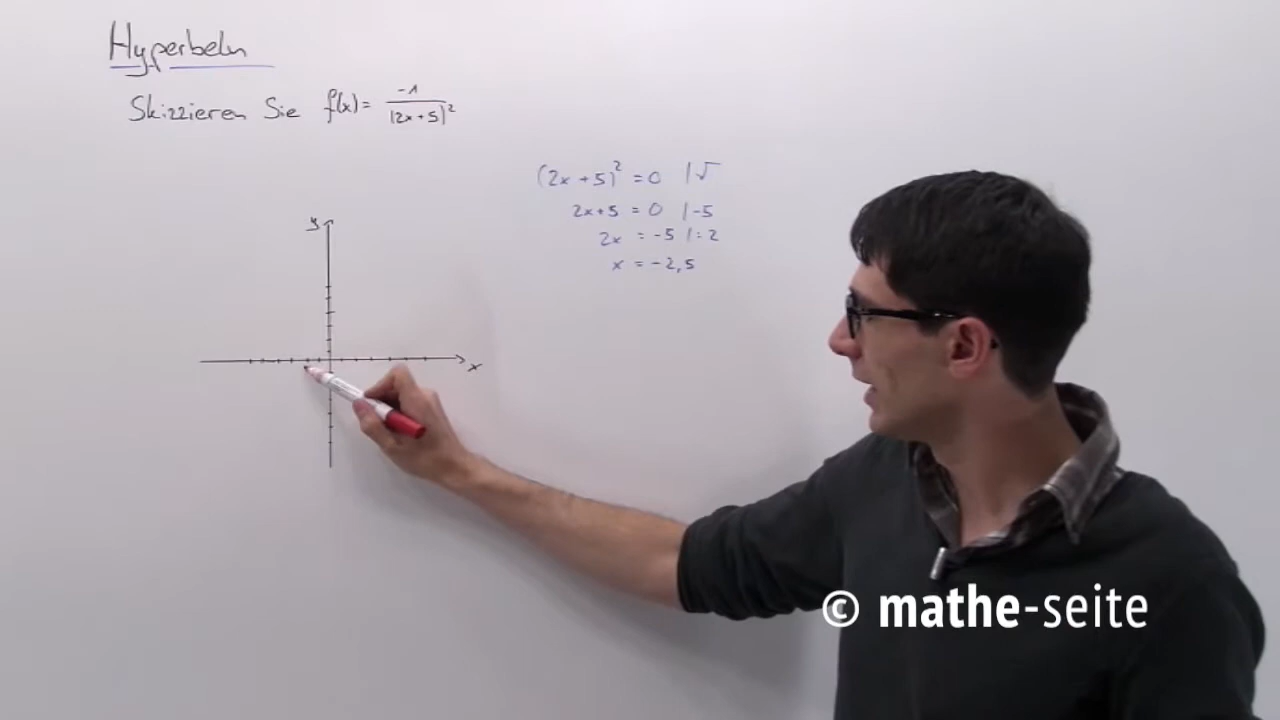 Hyperbeln
Skizzieren Sie f(x) = -1/(2x+5)²
(2x+5)² = 0 |√
2x+5 = 0 |-5
2x = -5 |:2
x = -2,5
y
x
© mathe-seite